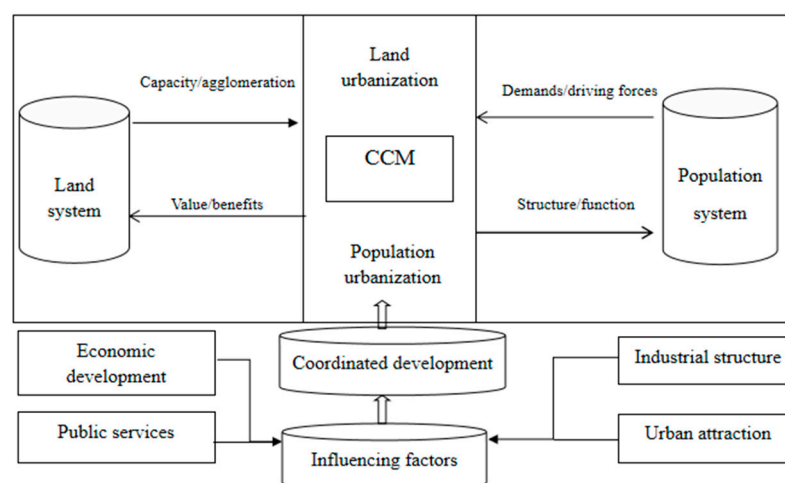 Land
urbanization
Capacity/agglomeration
Demands/driving forces
CCM
Land
system
Population
system
Value/benefits
Structure/function
Population
urbanization
Economic
development
Coordinated development
Industrial structure
Public services
Urban attraction
Influencing factors